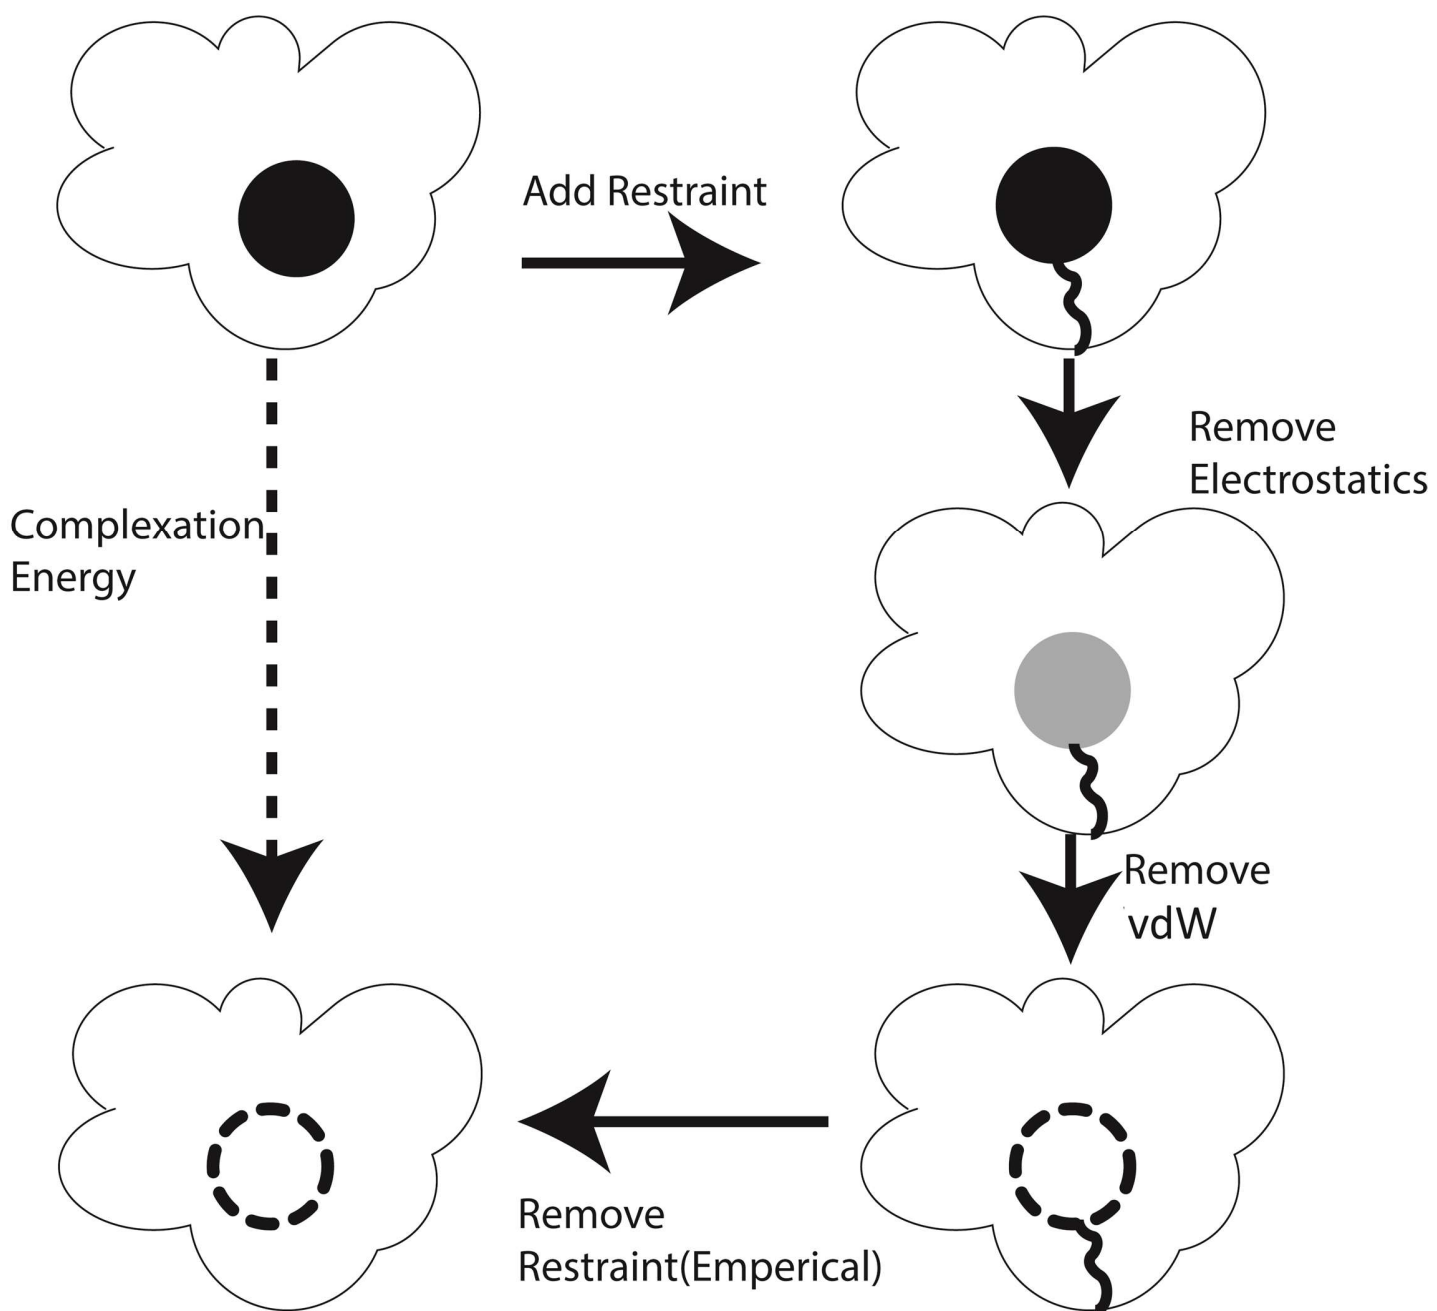 Add Restraint
Remove
Electrostatics
Complexation
Energy
Remove
vdW
Remove
Restraint(Emperical)